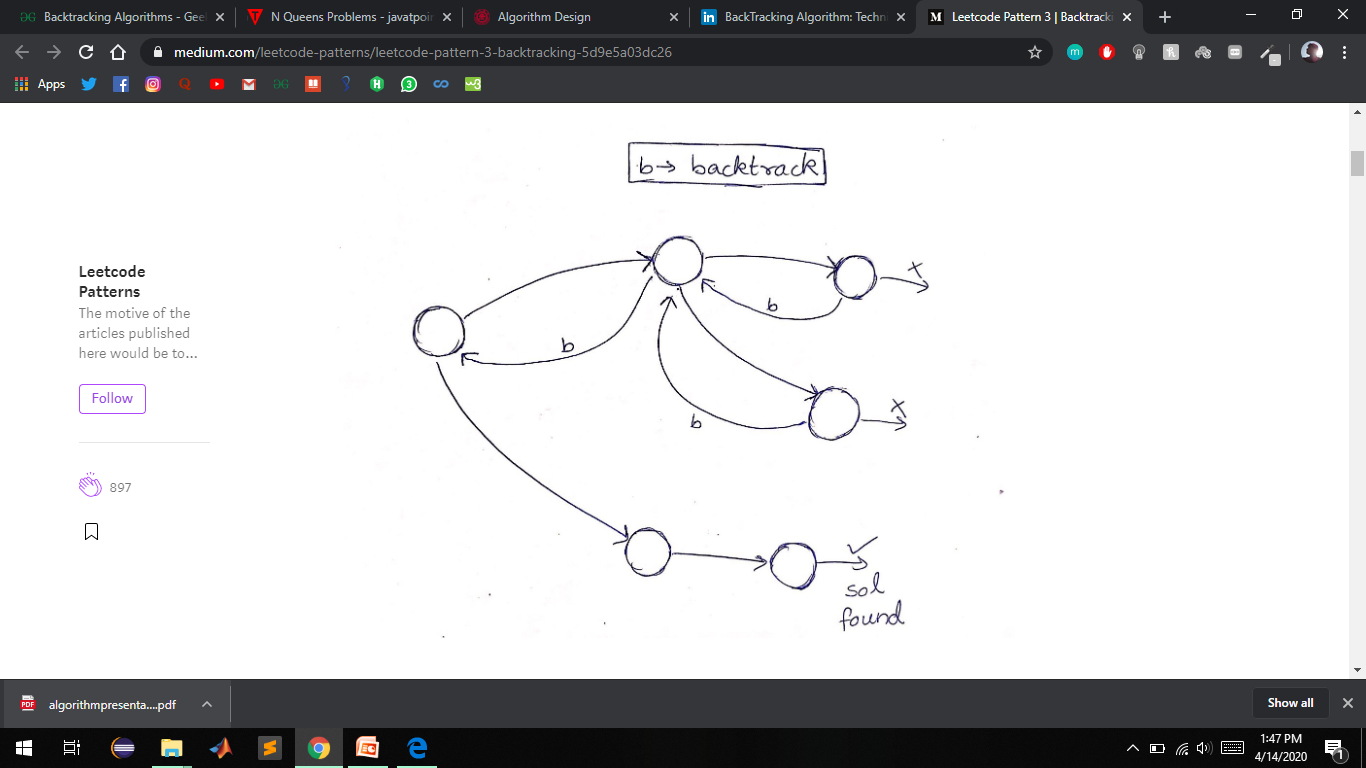 Backtracking Algorithms - Gee
N Queens Problems - javatpoi
Algorithm Design
BackTracking Algorithm: Techn
Leetcode Pattern 3 | Backtracki
medium.com/leetcode-patterns/leetcode-pattern-3-backtracking-5d9e5a03dc26
Apps
b→ backtrack
Leetcode
Patterns
The motive of the
articles published
here would be to...
Follow
897
x
b
b
x
b
sol
found
algorithmpresenta....pdf
Show all
1:47 PM
4/14/2020
1